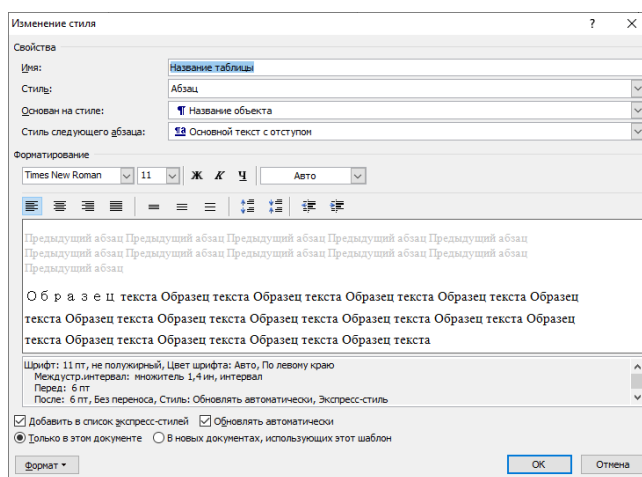 Изменение стиля ? ✕
Свойства
Имя: Название таблицы
Стиль: Абзац
Основан на стиле: ¶ Название объекта
Стиль следующего абзаца: ¶a Основной текст с отступом
Форматирование
Times New Roman 11 Ж К Ч Авто
Предыдущий абзац Предыдущий абзац Предыдущий абзац Предыдущий абзац Предыдущий абзац
Предыдущий абзац Предыдущий абзац Предыдущий абзац Предыдущий абзац Предыдущий абзац
Предыдущий абзац
О б р а з е ц текста Образец текста Образец текста Образец текста Образец текста Образец
текста Образец текста Образец текста Образец текста Образец текста Образец
текста Образец текста Образец текста Образец текста Образец текста
Шрифт: 11 пт, не полужирный, Цвет шрифта: Авто, По левому краю
Междустр.интервал: множитель 1,4 ин, интервал
Перед: 6 пт
После: 6 пт, Без переноса, Стиль: Обновлять автоматически, Экспресс-стиль
Добавить в список экспресс-стилей Обновлять автоматически
Только в этом документе В новых документах, использующих этот шаблон
Формат OK Отмена